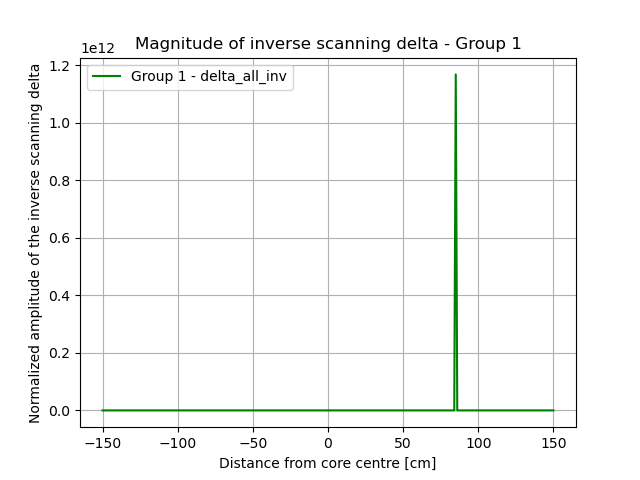 Magnitude of inverse scanning delta - Group 1
1e12
Group 1 - delta_all_inv
Normalized amplitude of the inverse scanning delta
1.2
1.0
0.8
0.6
0.4
0.2
0.0
−150 −100 −50 0 50 100 150
Distance from core centre [cm]